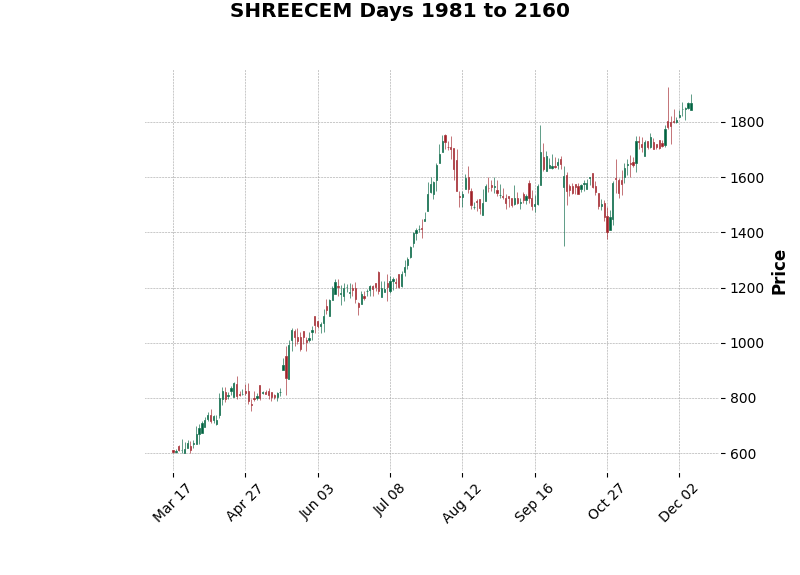 SHREECEM Days 1981 to 2160
1800
1600
1400
1200
1000
800
600
Price
Mar 17
Apr 27
Jun 03
Jul 08
Aug 12
Sep 16
Oct 27
Dec 02